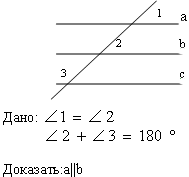 1 a
2 b
3 c
Дано: ∠1 = ∠2
∠2 + ∠3 = 180 °
Доказать:a||b